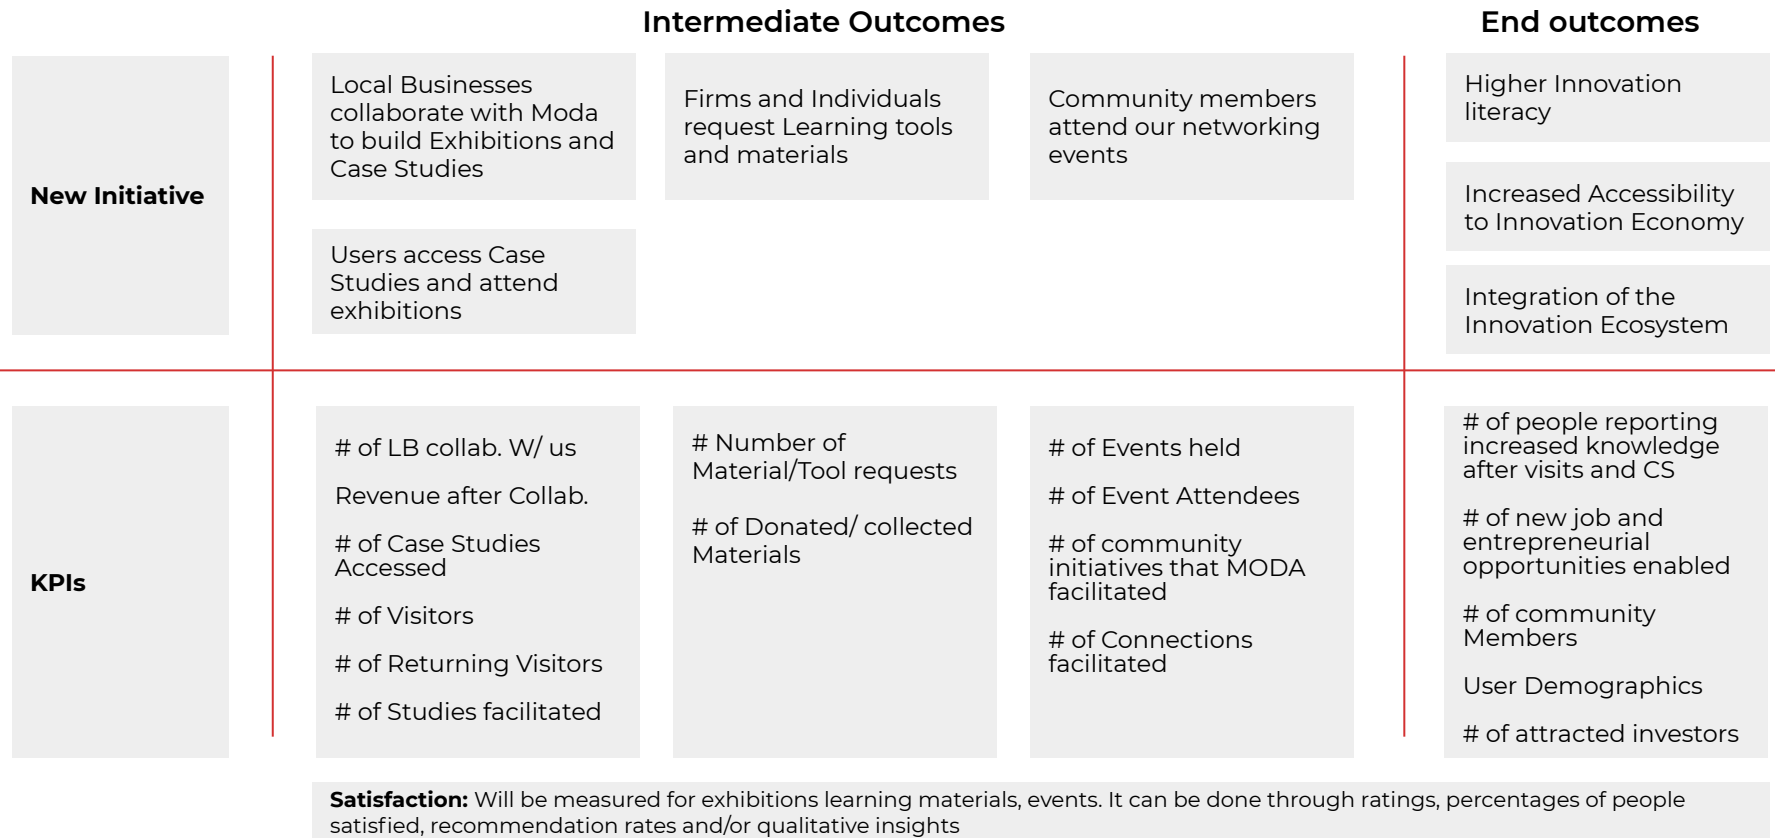 Intermediate Outcomes
End outcomes
New Initiative
Local Businesses
collaborate with Moda
to build Exhibitions and
Case Studies
Users access Case
Studies and attend
exhibitions
Firms and Individuals
request Learning tools
and materials
Community members
attend our networking
events
Higher Innovation
literacy
Increased Accessibility
to Innovation Economy
Integration of the
Innovation Ecosystem
KPIs
# of LB collab. W/ us
Revenue after Collab.
# of Case Studies
Accessed
# of Visitors
# of Returning Visitors
# of Studies facilitated
# Number of
Material/Tool requests
# of Donated/ collected
Materials
# of Events held
# of Event Attendees
# of community
initiatives that MODA
facilitated
# of Connections
facilitated
# of people reporting
increased knowledge
after visits and CS
# of new job and
entrepreneurial
opportunities enabled
# of community
Members
User Demographics
# of attracted investors
Satisfaction: Will be measured for exhibitions learning materials, events. It can be done through ratings, percentages of people
satisfied, recommendation rates and/or qualitative insights